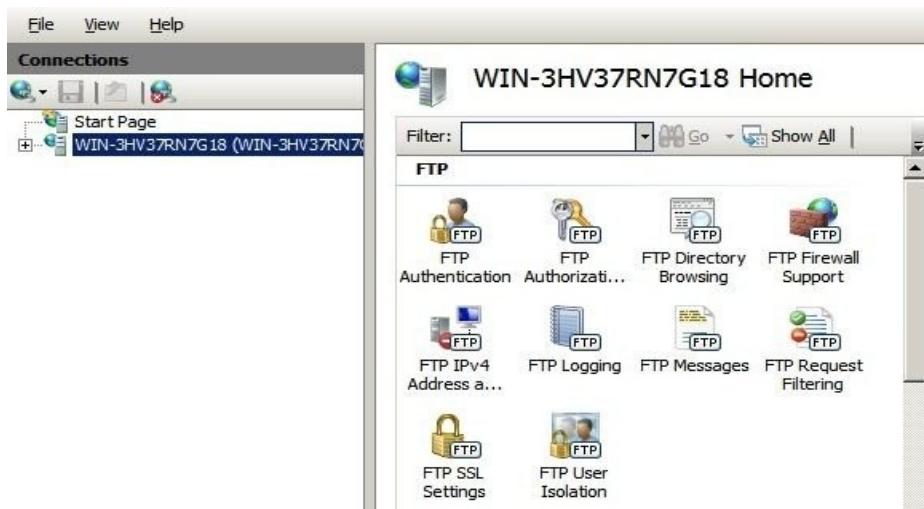 File View Help
Connections
WIN-3HV37RN7G18 Home
Start Page
WIN-3HV37RN7G18 (WIN-3HV37RN7G
Filter: Go Show All
FTP
FTP FTP FTP FTP
FTP Authentication
FTP Authorizati...
FTP Directory Browsing
FTP Firewall Support
FTP FTP FTP FTP
FTP IPv4 Address a...
FTP Logging
FTP Messages
FTP Request Filtering
FTP FTP
FTP SSL Settings
FTP User Isolation